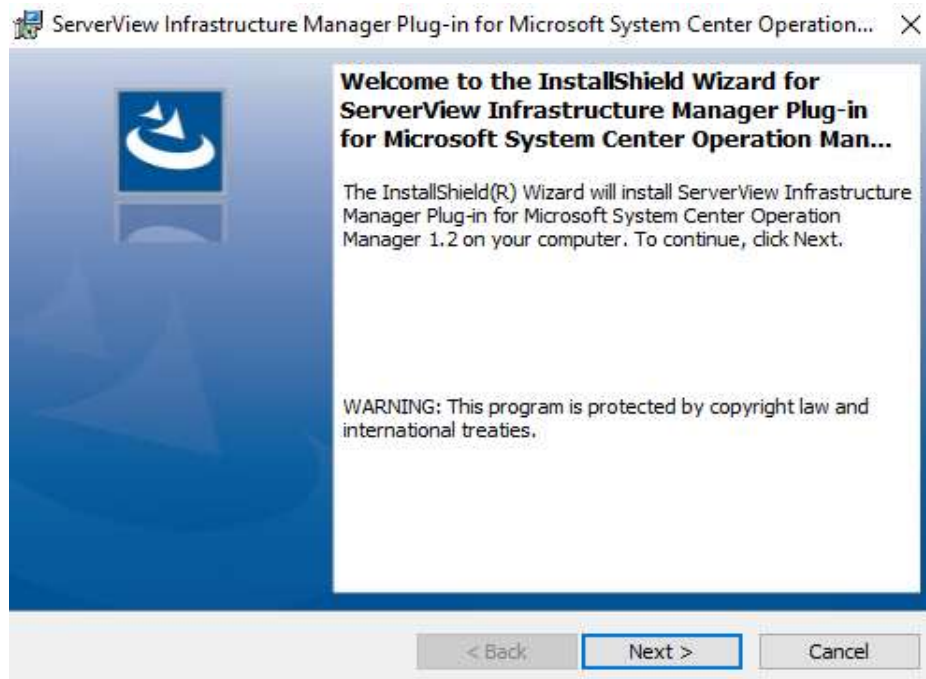 ServerView Infrastructure Manager Plug-in for Microsoft System Center Operation...
Welcome to the InstallShield Wizard for
ServerView Infrastructure Manager Plug-in
for Microsoft System Center Operation Man...
The InstallShield(R) Wizard will install ServerView Infrastructure
Manager Plug-in for Microsoft System Center Operation
Manager 1.2 on your computer. To continue, click Next.
WARNING: This program is protected by copyright law and
international treaties.
< Back Next > Cancel